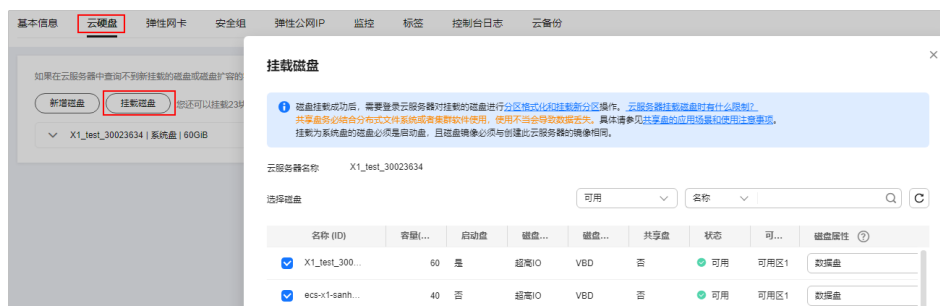 基本信息 云硬盘 弹性网卡 安全组 弹性公网IP 监控 标签 控制台日志 云备份
如果在云服务器中查询不到新挂载的磁盘或磁盘扩容的
新增磁盘 挂载磁盘 您还可以挂载23块
X1_test_30023634 | 系统盘 | 60GiB
挂载磁盘
磁盘挂载成功后，需要登录云服务器对挂载的磁盘进行分区格式化和挂载新分区操作。 云服务器挂载磁盘时有什么限制？
共享盘务必结合分布式文件系统或者集群软件使用，使用不当会导致数据丢失。具体请参见共享盘的应用场景和使用注意事项。
挂载为系统盘的磁盘必须是启动盘，且磁盘镜像必须与创建此云服务器的镜像相同。
云服务器名称 X1_test_30023634
选择磁盘 可用 名称
名称 (ID) 容量(... 启动盘 磁盘... 磁盘... 共享盘 状态 可... 磁盘属性
X1_test_300... 60 是 超高IO VBD 否 可用 可用区1 数据盘
ecs-x1-sanh... 40 否 超高IO VBD 否 可用 可用区1 数据盘